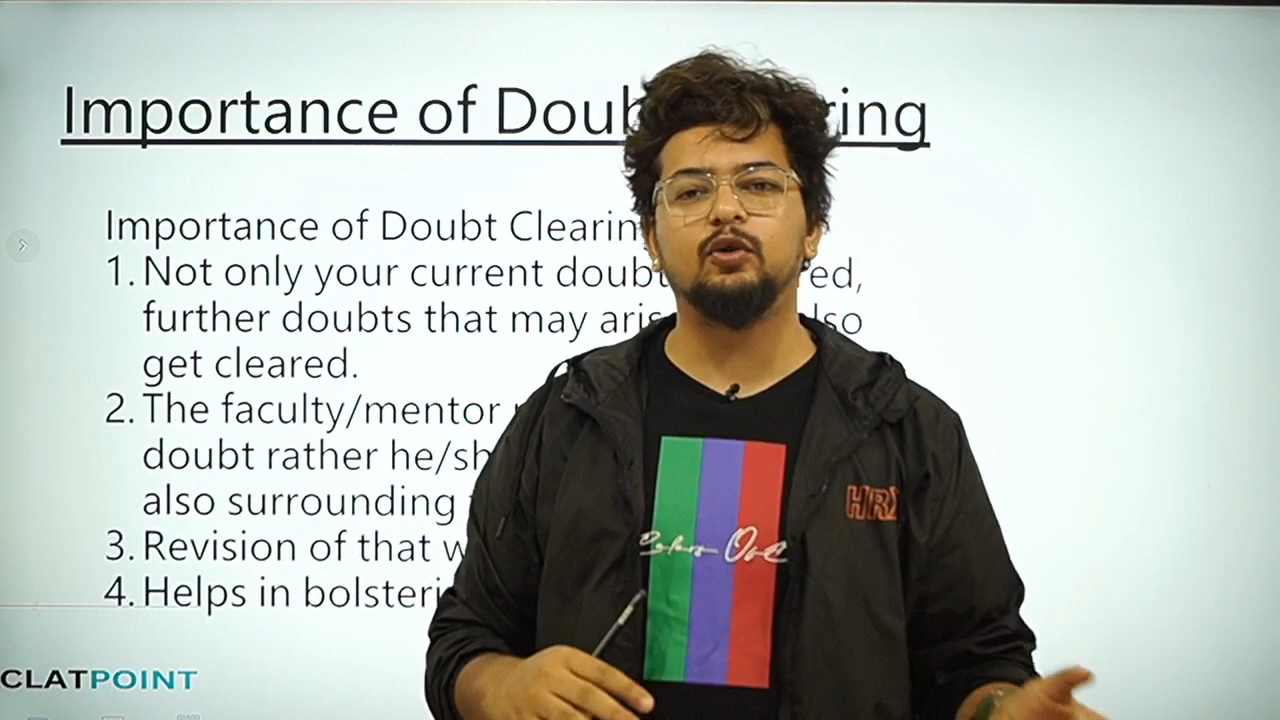 Importance of Doub ring
Importance of Doubt Clearin
1. Not only your current doubt ed,
further doubts that may aris lso
get cleared.
2. The faculty/mentor
doubt rather he/sh
also surrounding
3. Revision of that w
4. Helps in bolsteri
HRX
CLATPOINT